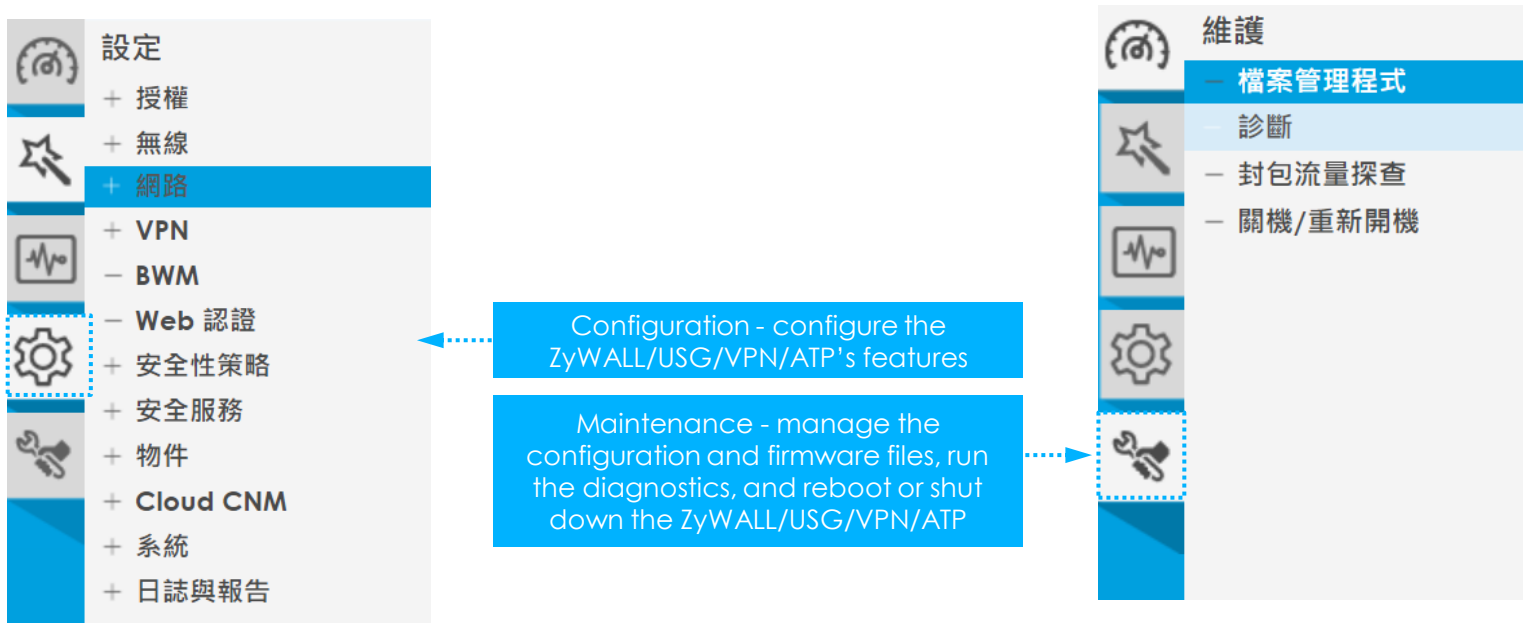 設定
+ 授權
+ 無線
+ 網路
+ VPN
− BWM
− Web 認證
+ 安全性策略
+ 安全服務
+ 物件
+ Cloud CNM
+ 系統
+ 日誌與報告
Configuration - configure the
ZyWALL/USG/VPN/ATP’s features
Maintenance - manage the
configuration and firmware files, run
the diagnostics, and reboot or shut
down the ZyWALL/USG/VPN/ATP
維護
− 檔案管理程式
− 診斷
− 封包流量探查
− 關機/重新開機